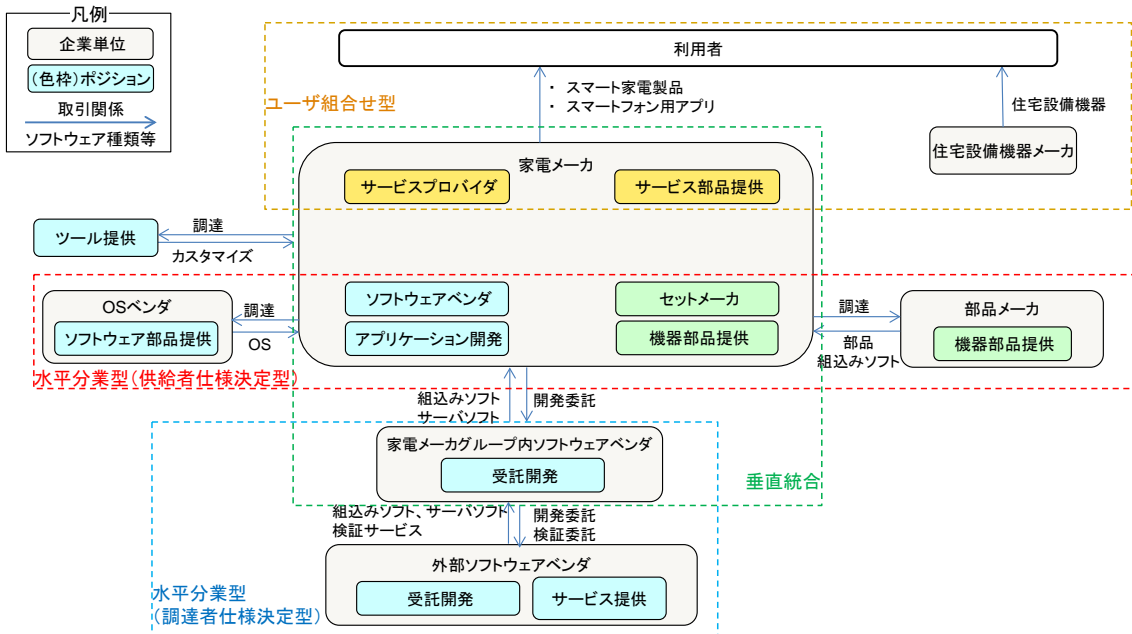 凡例
企業単位
(色枠)ポジション
取引関係
ソフトウェア種類等
利用者
・ スマート家電製品
・ スマートフォン用アプリ
ユーザ組合せ型
住宅設備機器
住宅設備機器メーカ
家電メーカ
サービスプロバイダ
サービス部品提供
ツール提供
調達
カスタマイズ
OSベンダ
ソフトウェア部品提供
調達
OS
ソフトウェアベンダ
アプリケーション開発
セットメーカ
機器部品提供
調達
部品
組込みソフト
部品メーカ
機器部品提供
水平分業型(供給者仕様決定型)
組込みソフト
サーバソフト
開発委託
家電メーカグループ内ソフトウェアベンダ
受託開発
垂直統合
組込みソフト、サーバソフト
検証サービス
開発委託
検証委託
外部ソフトウェアベンダ
受託開発
サービス提供
水平分業型
(調達者仕様決定型)